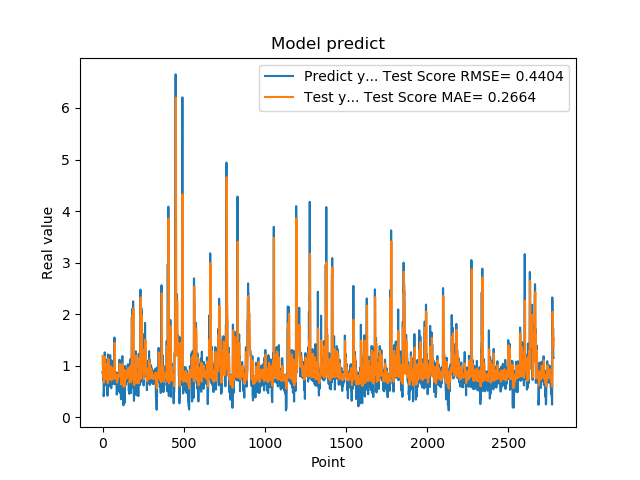 Model predict
Predict y... Test Score RMSE= 0.4404
Test y... Test Score MAE= 0.2664
6
5
4
3
2
1
0
Real value
0 500 1000 1500 2000 2500
Point